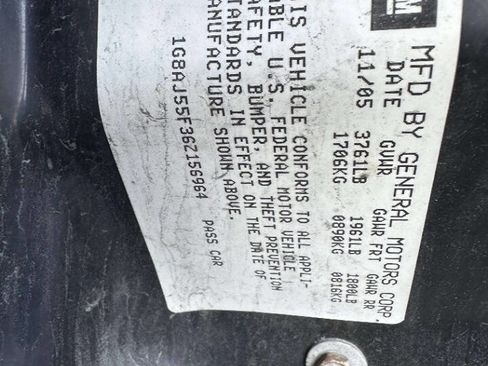 GM
MFD BY GENERAL MOTORS CORP.
DATE GVWR GAWR FRT GAWR RR
11/05 3761LB 1961LB 1800LB
1706KG 0890KG 0816KG
THIS VEHICLE CONFORMS TO ALL APPLI-
CABLE U.S. FEDERAL MOTOR VEHICLE
SAFETY, BUMPER, AND THEFT PREVENTION
STANDARDS IN EFFECT ON THE DATE OF
MANUFACTURE SHOWN ABOVE.
1G8AJ55F36Z156964 PASS CAR